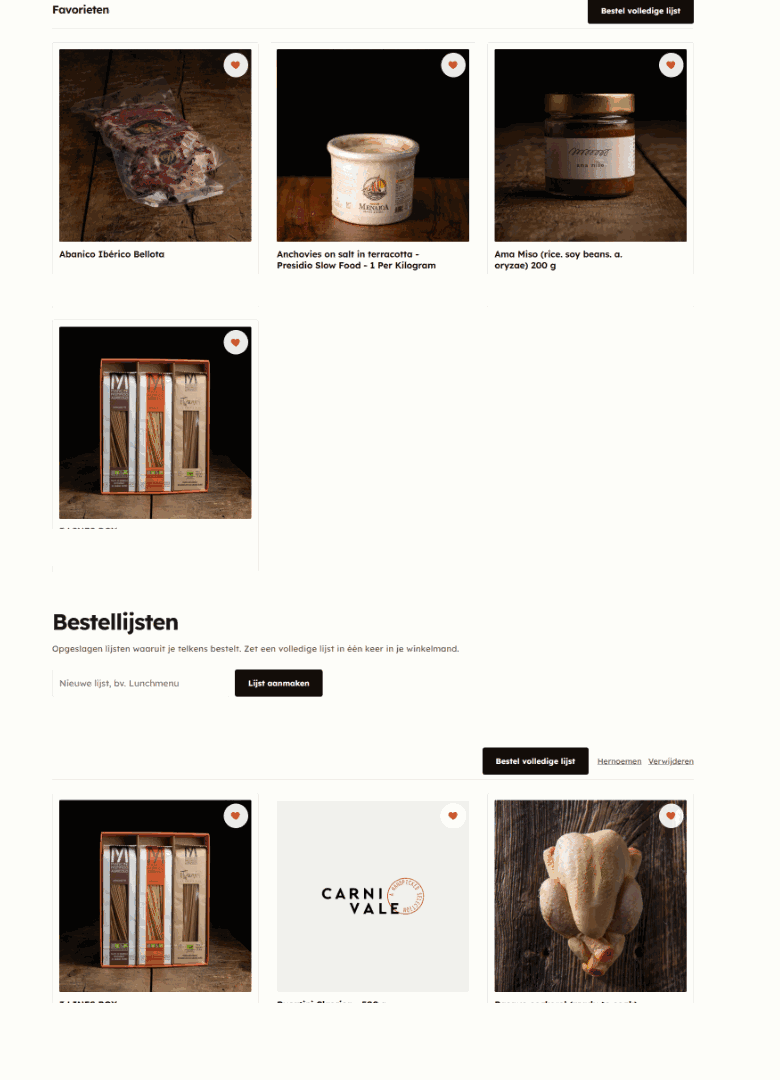 Favorieten
Bestel volledige lijst
MENAICA
Abanico Ibérico Bellota
Anchovies on salt in terracotta -
Presidio Slow Food - 1 Per Kilogram
Ama Miso (rice. soy beans. a.
oryzae) 200 g
Bestellijsten
Opgeslagen lijsten waaruit je telkens bestelt. Zet een volledige lijst in één keer in je winkelmand.
Nieuwe lijst, bv. Lunchmenu
Lijst aanmaken
Bestel volledige lijst
Hernoemen
Verwijderen
CARNI
VALE